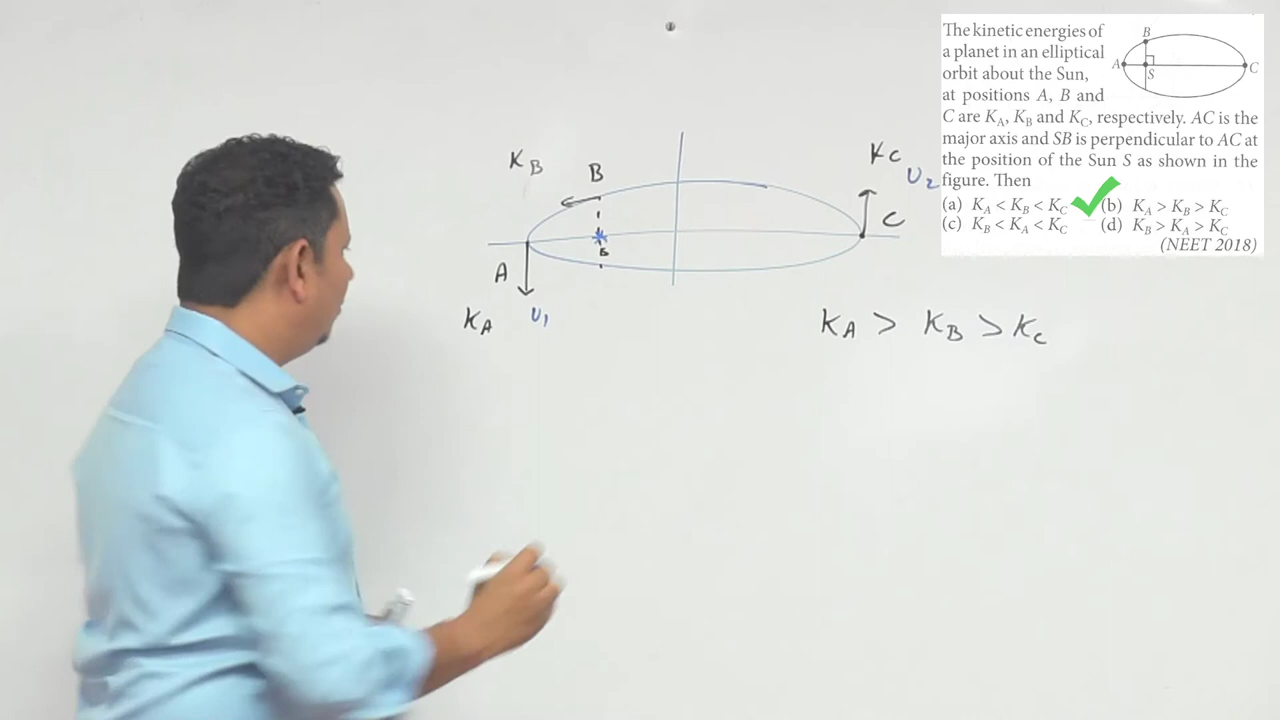 The kinetic energies of
a planet in an elliptical
orbit about the Sun,
at positions A, B and
C are K_A, K_B and K_C, respectively. AC is the
major axis and SB is perpendicular to AC at
the position of the Sun S as shown in the
figure. Then
(a) K_A < K_B < K_C (b) K_A > K_B > K_C
(c) K_B < K_A < K_C (d) K_B > K_A > K_C
(NEET 2018)
B
A
S
C
K_B
B
K_C
υ_2
C
S
A
K_A
υ_1
K_A > K_B > K_C